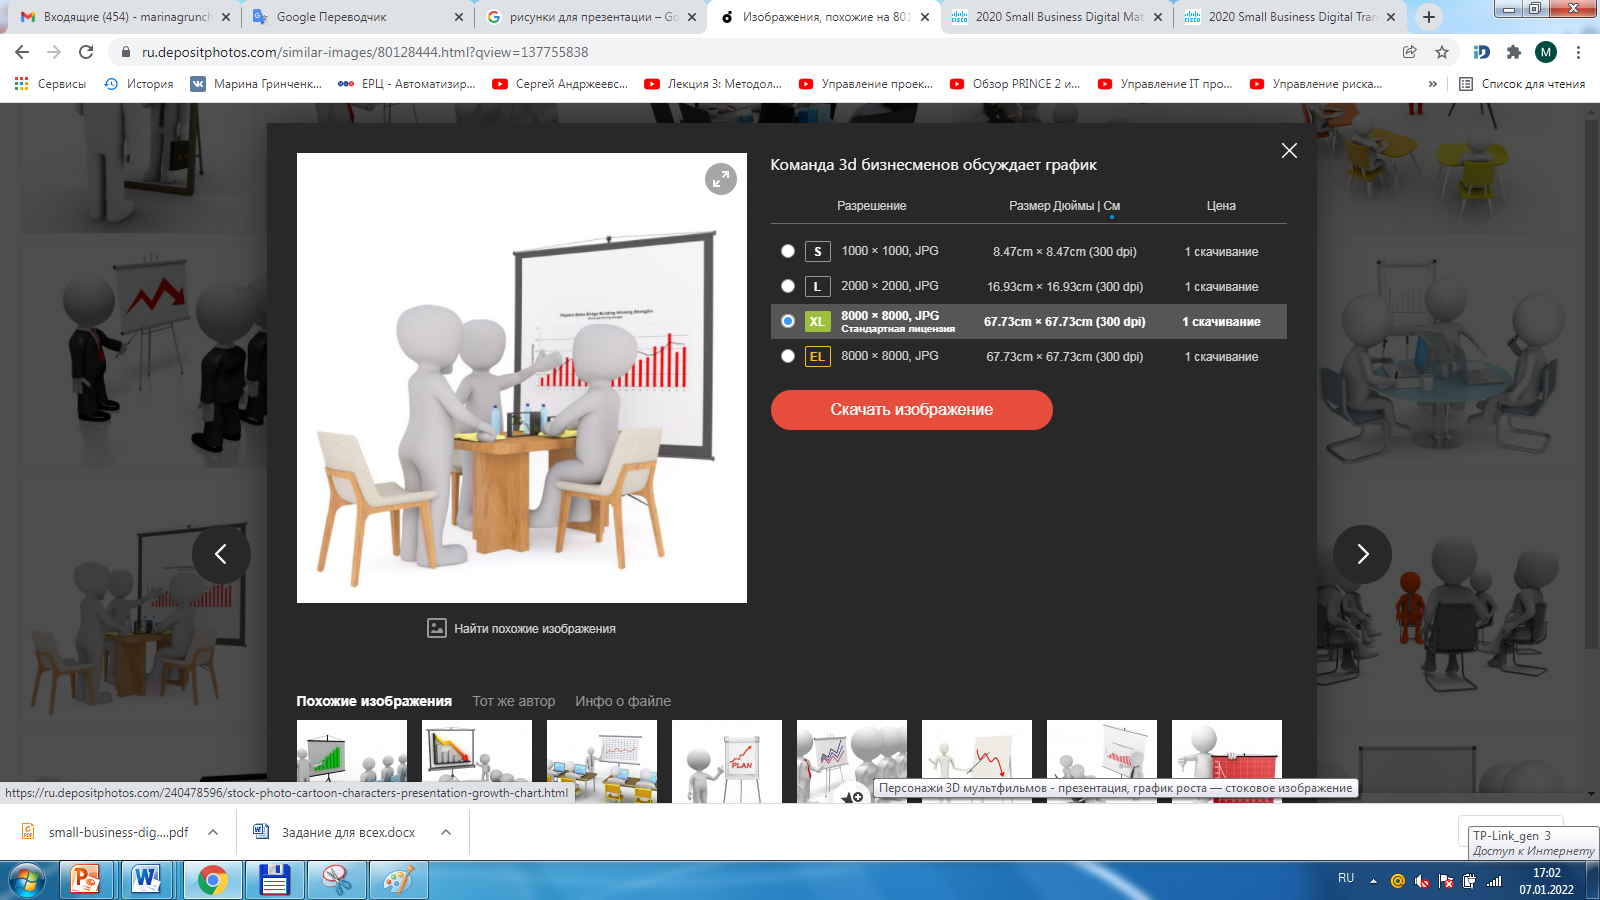 Входящие (454) - marinagrunch
Google Переводчик
рисунки для презентации – Go
Изображения, похожие на 801
2020 Small Business Digital Mat
2020 Small Business Digital Tran
ru.depositphotos.com/similar-images/80128444.html?qview=137755838
M
Сервисы
История
Марина Гринченк...
ЕРЦ - Автоматизир...
Сергей Андржеевс...
Лекция 3: Методол...
Управление проек...
Обзор PRINCE 2 и...
Управление IT про...
Управление риска...
»
Список для чтения
Команда 3d бизнесменов обсуждает график
Разрешение Размер Дюймы | См Цена
S 1000 × 1000, JPG 8.47cm × 8.47cm (300 dpi) 1 скачивание
L 2000 × 2000, JPG 16.93cm × 16.93cm (300 dpi) 1 скачивание
XL 8000 × 8000, JPG 67.73cm × 67.73cm (300 dpi) 1 скачивание
Стандартная лицензия
EL 8000 × 8000, JPG 67.73cm × 67.73cm (300 dpi) 1 скачивание
Скачать изображение
Найти похожие изображения
Похожие изображения Тот же автор Инфо о файле
PLAN
https://ru.depositphotos.com/240478596/stock-photo-cartoon-characters-presentation-growth-chart.html
Персонажи 3D мультфильмов - презентация, график роста — стоковое изображение
small-business-dig....pdf
Задание для всех.docx
TP-Link_gen 3
Доступ к Интернету
RU
17:02
07.01.2022